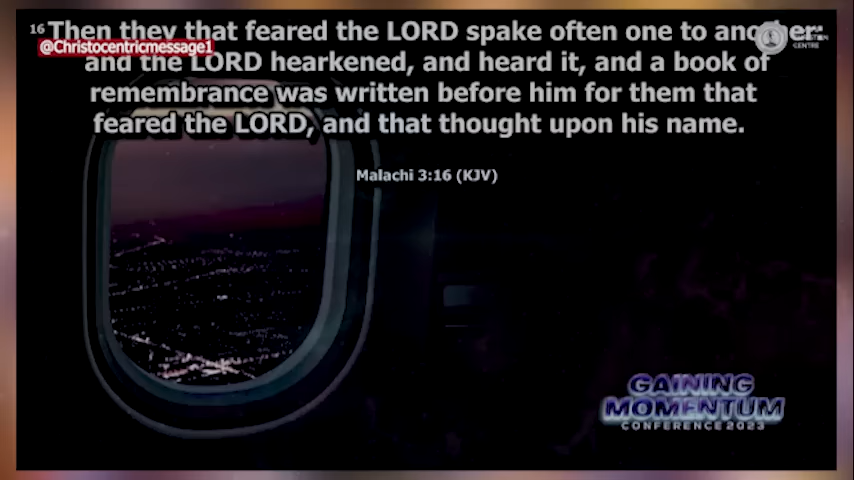 16 Then they that feared the LORD spake often one to another:
@Christocentricmessage1
and the LORD hearkened, and heard it, and a book of
remembrance was written before him for them that
feared the LORD, and that thought upon his name.
Malachi 3:16 (KJV)
GAINING
MOMENTUM
CONFERENCE 2023
CENTRE